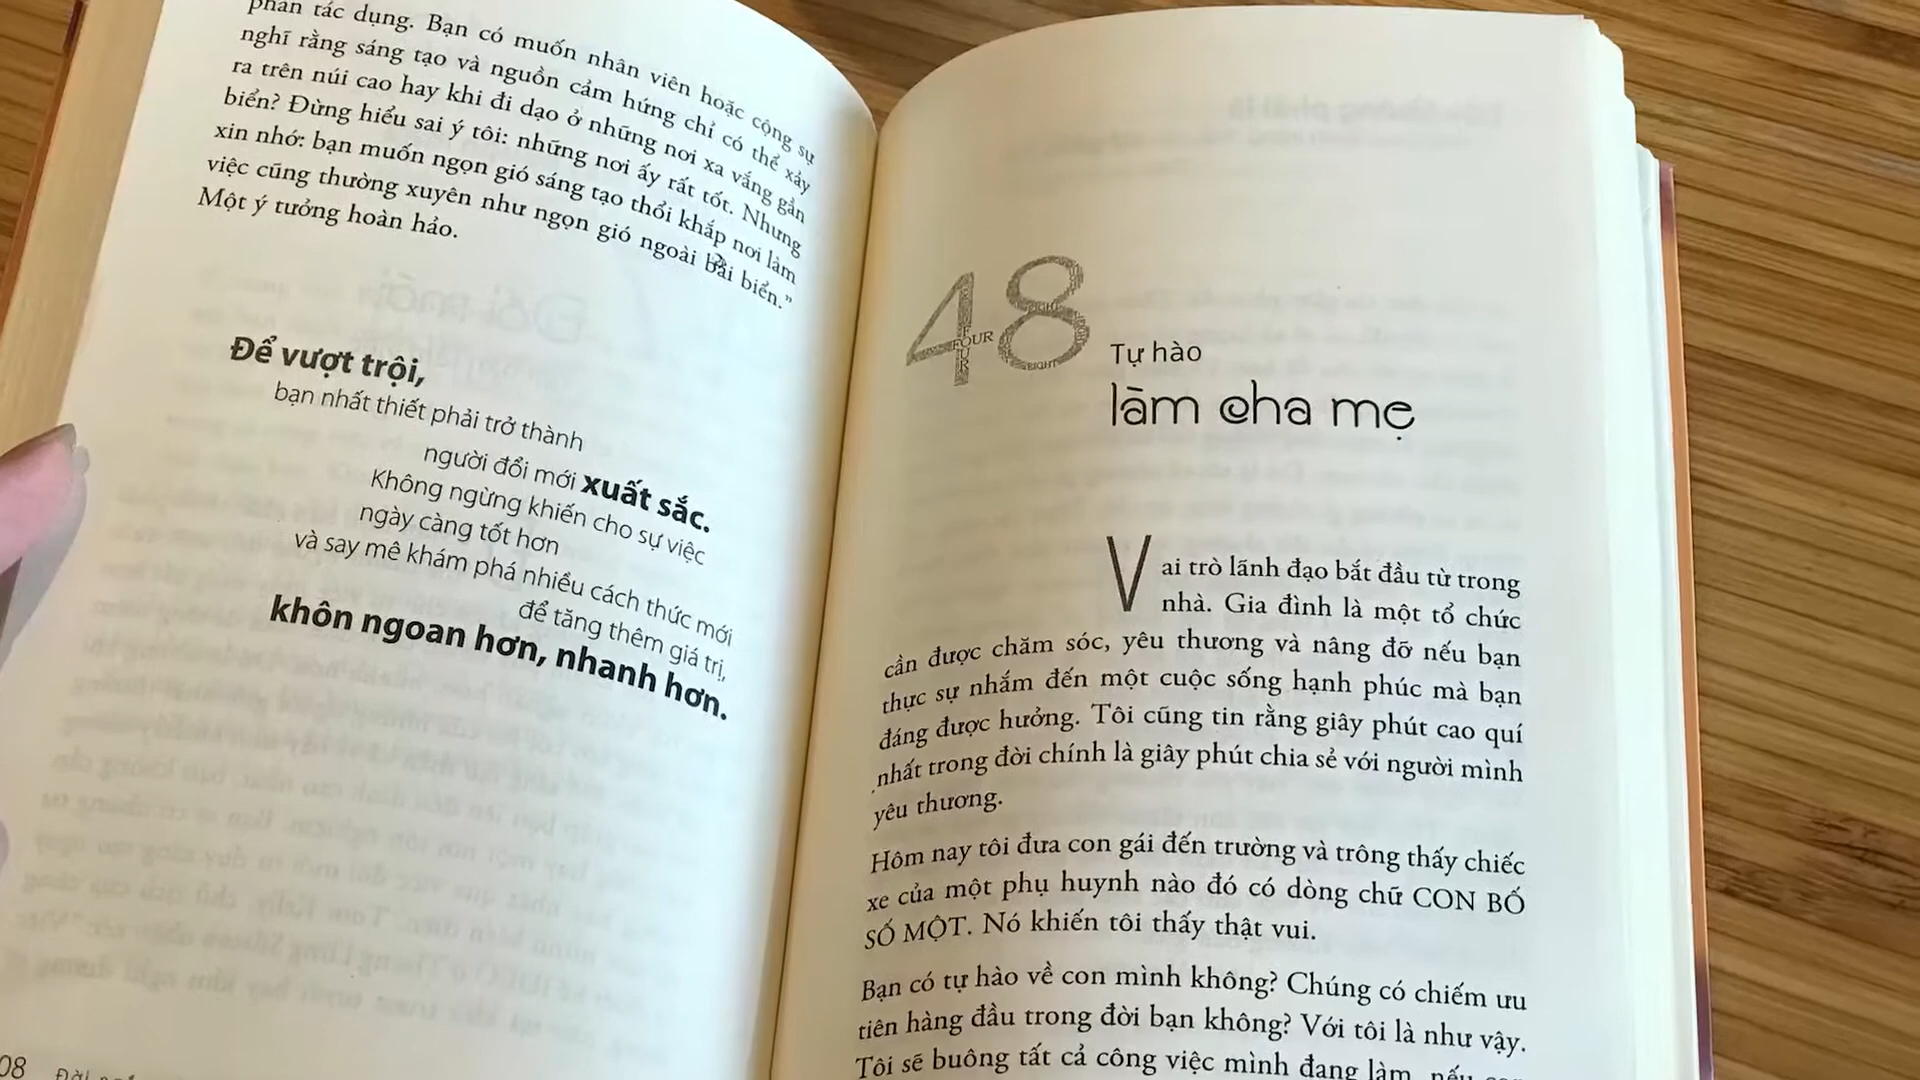 phản tác dụng. Bạn có muốn nhân viên hoặc cộng sự
nghĩ rằng sáng tạo và nguồn cảm hứng chỉ có thể xảy
ra trên núi cao hay khi đi dạo ở những nơi xa vắng gần
biển? Đừng hiểu sai ý tôi: những nơi ấy rất tốt. Nhưng
xin nhớ: bạn muốn ngọn gió sáng tạo thổi khắp nơi làm
việc cũng thường xuyên như ngọn gió ngoài bãi biển.”
Một ý tưởng hoàn hảo.
Để vượt trội,
bạn nhất thiết phải trở thành
người đổi mới xuất sắc.
Không ngừng khiến cho sự việc
ngày càng tốt hơn
và say mê khám phá nhiều cách thức mới
để tăng thêm giá trị,
khôn ngoan hơn, nhanh hơn.
08
48
FOUR
FOUR
EIGHT
Tự hào
làm cha mẹ
Vai trò lãnh đạo bắt đầu từ trong
nhà. Gia đình là một tổ chức
cần được chăm sóc, yêu thương và nâng đỡ nếu bạn
thực sự nhắm đến một cuộc sống hạnh phúc mà bạn
đáng được hưởng. Tôi cũng tin rằng giây phút cao quí
nhất trong đời chính là giây phút chia sẻ với người mình
yêu thương.
Hôm nay tôi đưa con gái đến trường và trông thấy chiếc
xe của một phụ huynh nào đó có dòng chữ CON BỐ
SỐ MỘT. Nó khiến tôi thấy thật vui.
Bạn có tự hào về con mình không? Chúng có chiếm ưu
tiên hàng đầu trong đời bạn không? Với tôi là như vậy.
Tôi sẽ buông tất cả công việc mình đang làm, nếu